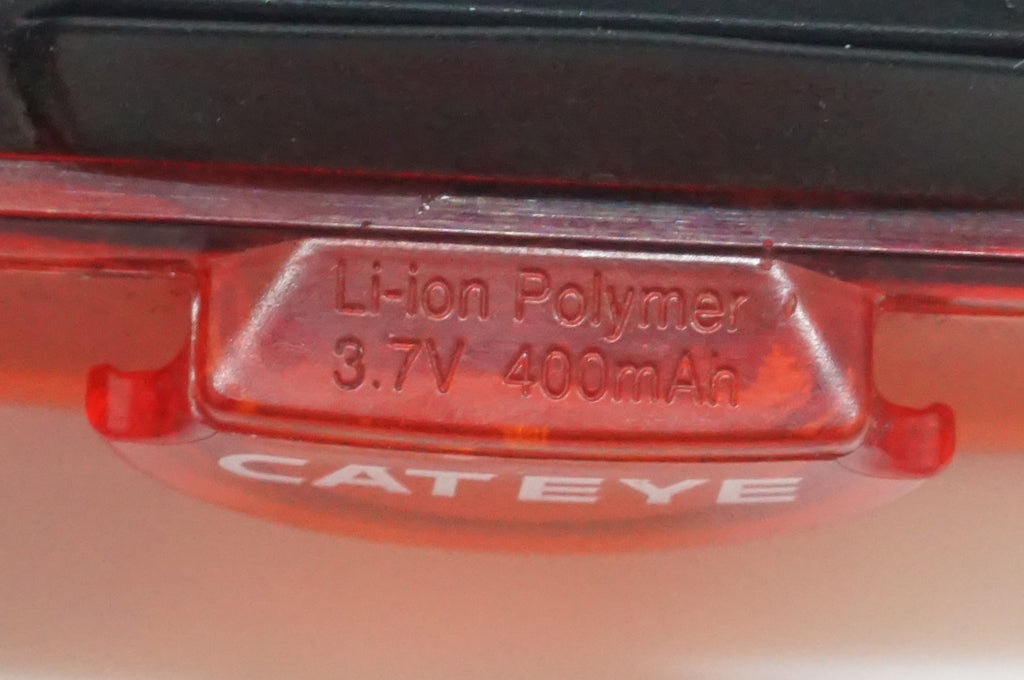 Li-ion Polymer
3.7V 400mAh
CATEYE